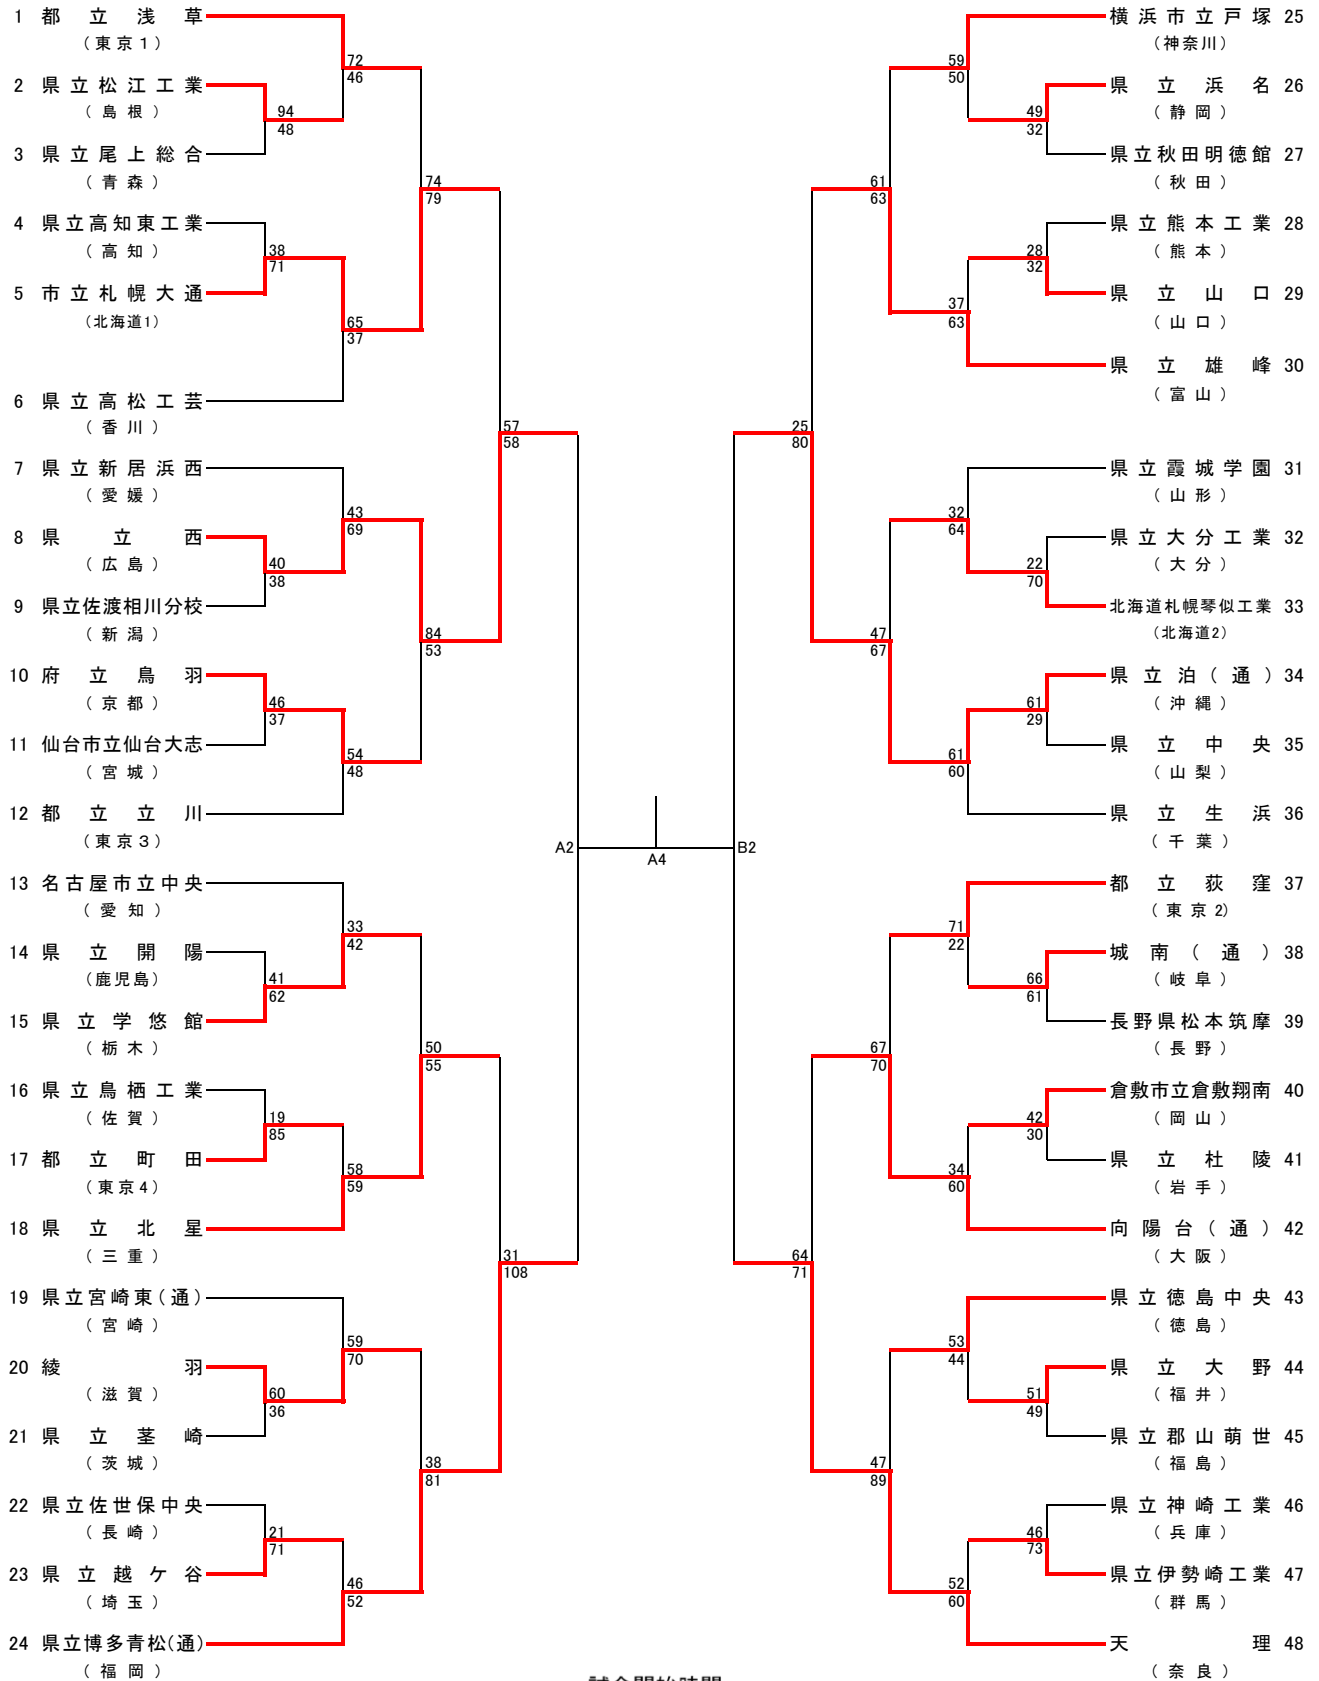 1 都立浅草
(東京1)
2 県立松江工業
(島根)
3 県立尾上総合
(青森)
4 県立高知東工業
(高知)
5 市立札幌大通
(北海道1)
6 県立高松工芸
(香川)
7 県立新居浜西
(愛媛)
8 県立西
(広島)
9 県立佐渡相川分校
(新潟)
10 府立鳥羽
(京都)
11 仙台市立仙台大志
(宮城)
12 都立立川
(東京3)
13 名古屋市立中央
(愛知)
14 県立開陽
(鹿児島)
15 県立学悠館
(栃木)
16 県立鳥栖工業
(佐賀)
17 都立町田
(東京4)
18 県立北星
(三重)
19 県立宮崎東(通)
(宮崎)
20 綾羽
(滋賀)
21 県立茎崎
(茨城)
22 県立佐世保中央
(長崎)
23 県立越ケ谷
(埼玉)
24 県立博多青松(通)
(福岡)
94
48
38
71
40
38
46
37
41
62
19
85
60
36
21
71
72
46
65
37
43
69
54
48
33
42
58
59
59
70
46
52
74
79
84
53
50
55
38
81
57
58
31
108
A2
A4
B2
25
80
64
71
61
63
47
67
67
70
47
89
59
50
37
63
32
64
61
60
71
22
34
60
53
44
52
60
49
32
28
32
22
70
61
29
66
61
42
30
51
49
46
73
横浜市立戸塚 25
(神奈川)
県立浜名 26
(静岡)
県立秋田明徳館 27
(秋田)
県立熊本工業 28
(熊本)
県立山口 29
(山口)
県立雄峰 30
(富山)
県立霞城学園 31
(山形)
県立大分工業 32
(大分)
北海道札幌琴似工業 33
(北海道2)
県立泊(通) 34
(沖縄)
県立中央 35
(山梨)
県立生浜 36
(千葉)
都立荻窪 37
(東京2)
城南(通) 38
(岐阜)
長野県松本筑摩 39
(長野)
倉敷市立倉敷翔南 40
(岡山)
県立杜陵 41
(岩手)
向陽台(通) 42
(大阪)
県立徳島中央 43
(徳島)
県立大野 44
(福井)
県立郡山萌世 45
(福島)
県立神崎工業 46
(兵庫)
県立伊勢崎工業 47
(群馬)
天理 48
(奈良)